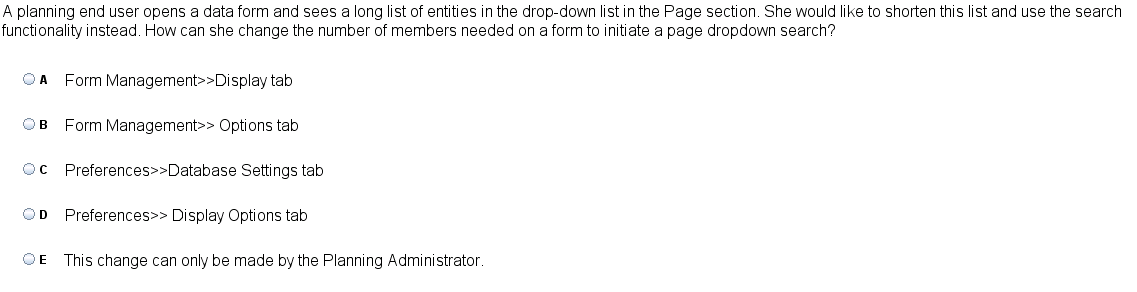 A planning end user opens a data form and sees a long list of entities in the drop-down list in the Page section. She would like to shorten this list and use the search
functionality instead. How can she change the number of members needed on a form to initiate a page dropdown search?
A Form Management>>Display tab
B Form Management>> Options tab
C Preferences>>Database Settings tab
D Preferences>> Display Options tab
E This change can only be made by the Planning Administrator.